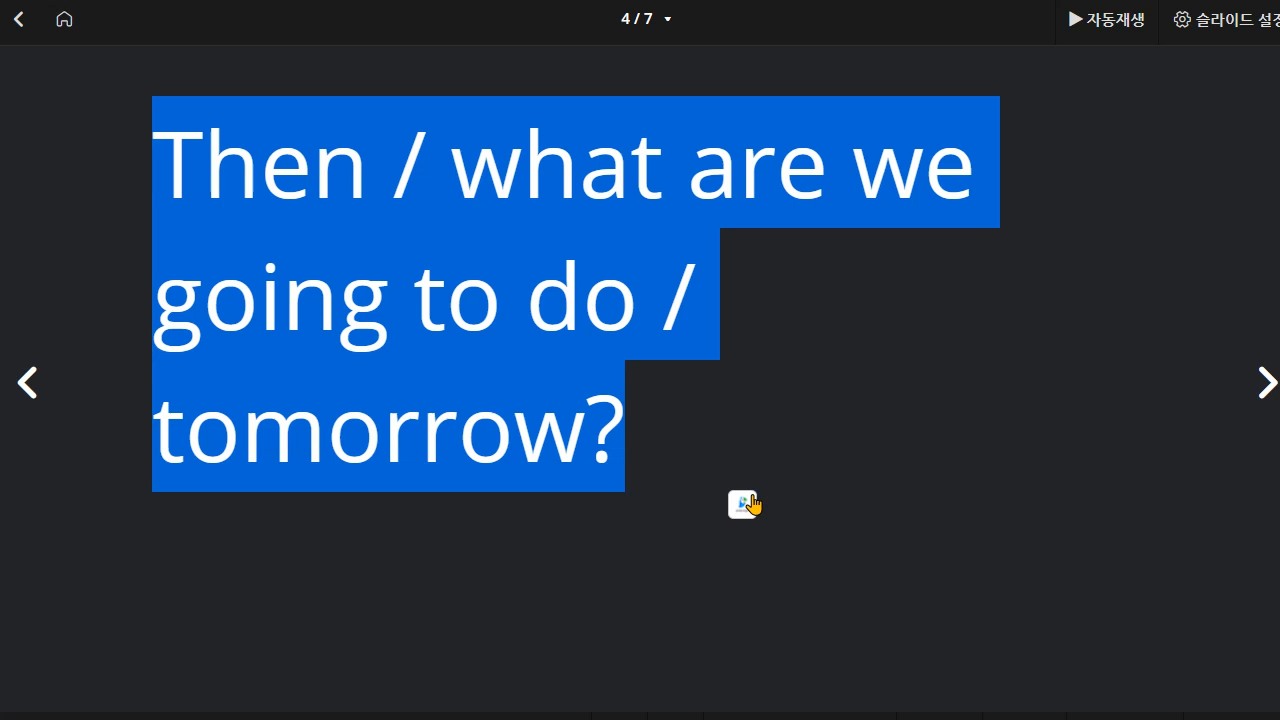 4 / 7
자동재생
슬라이드 설정
Then / what are we
going to do /
tomorrow?